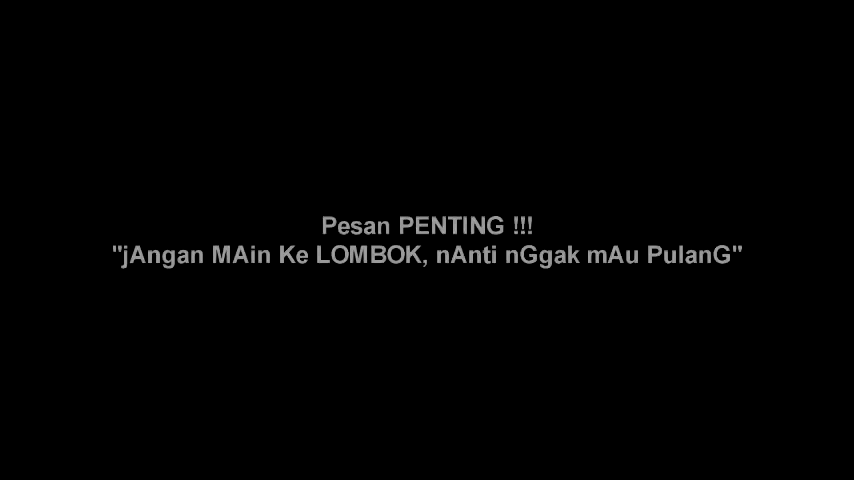 Pesan PENTING !!!
"jAngan MAin Ke LOMBOK, nAnti nGgak mAu PulanG"